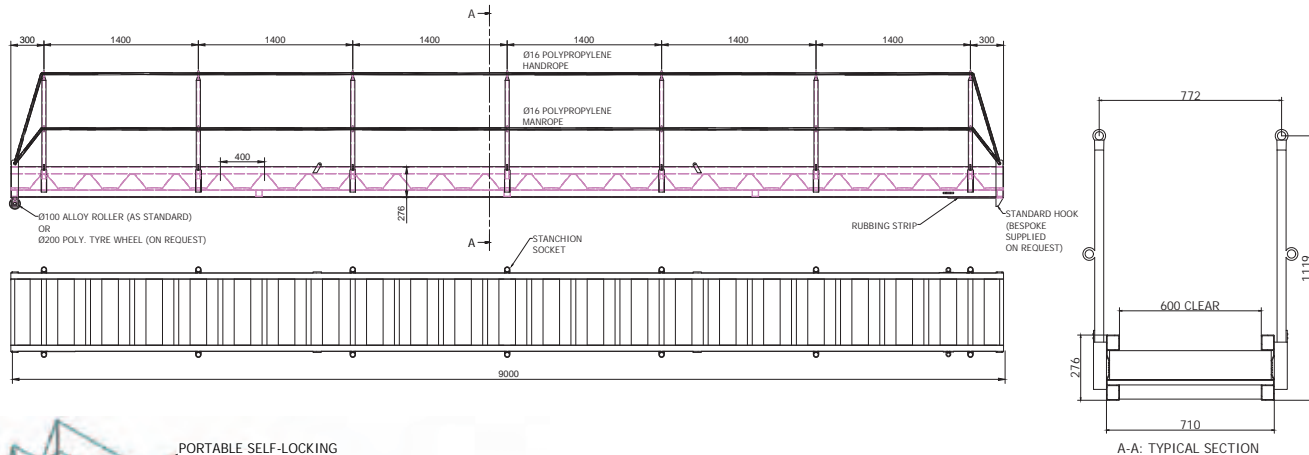 A
300
1400
1400
1400
1400
1400
1400
300
Ø16 POLYPROPYLENE
HANDROPE
Ø16 POLYPROPYLENE
MANROPE
400
276
Ø100 ALLOY ROLLER (AS STANDARD)
OR
Ø200 POLY. TYRE WHEEL (ON REQUEST)
A
STANCHION
SOCKET
RUBBING STRIP
STANDARD HOOK
(BESPOKE
SUPPLIED
ON REQUEST)
9000
772
1119
600 CLEAR
276
710
A-A: TYPICAL SECTION
PORTABLE SELF-LOCKING